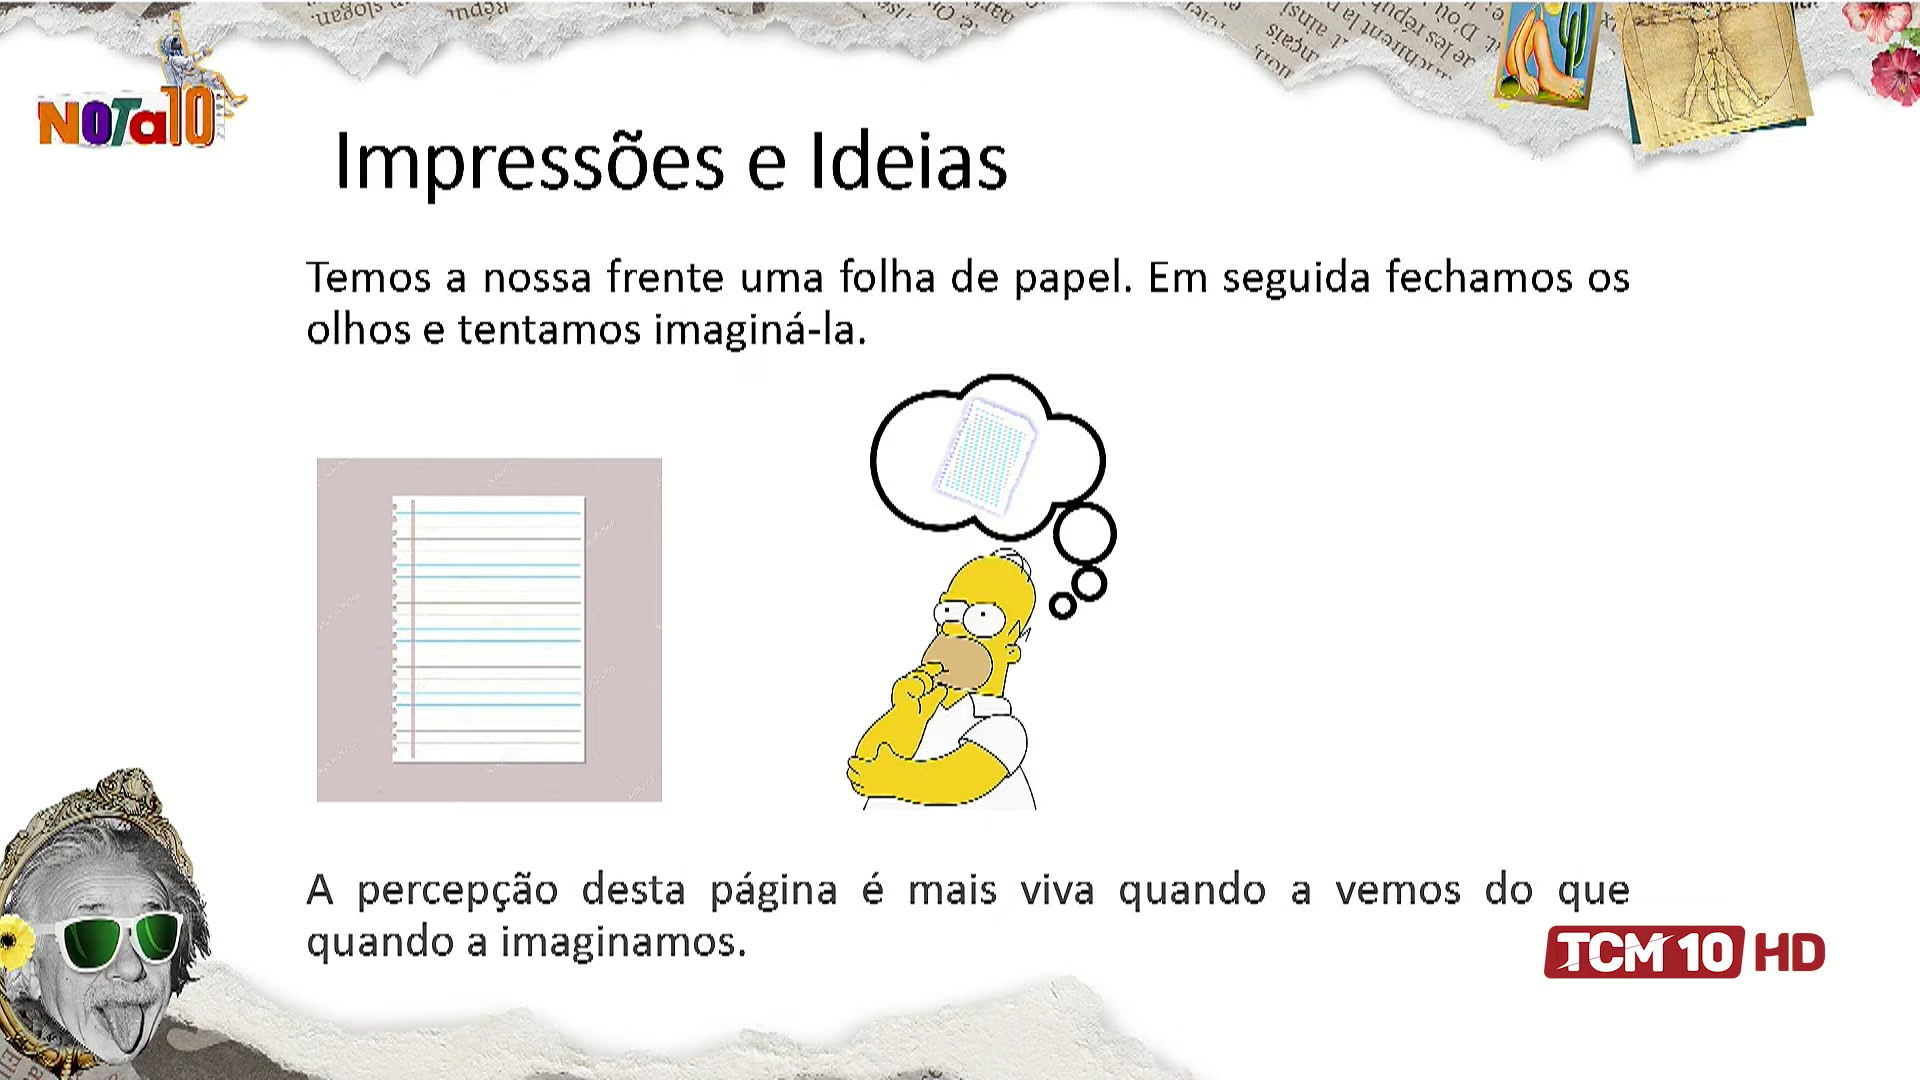 NOTa10
Impressões e Ideias
Temos a nossa frente uma folha de papel. Em seguida fechamos os
olhos e tentamos imaginá-la.
A percepção desta página é mais viva quando a vemos do que
quando a imaginamos.
TCM 10 HD